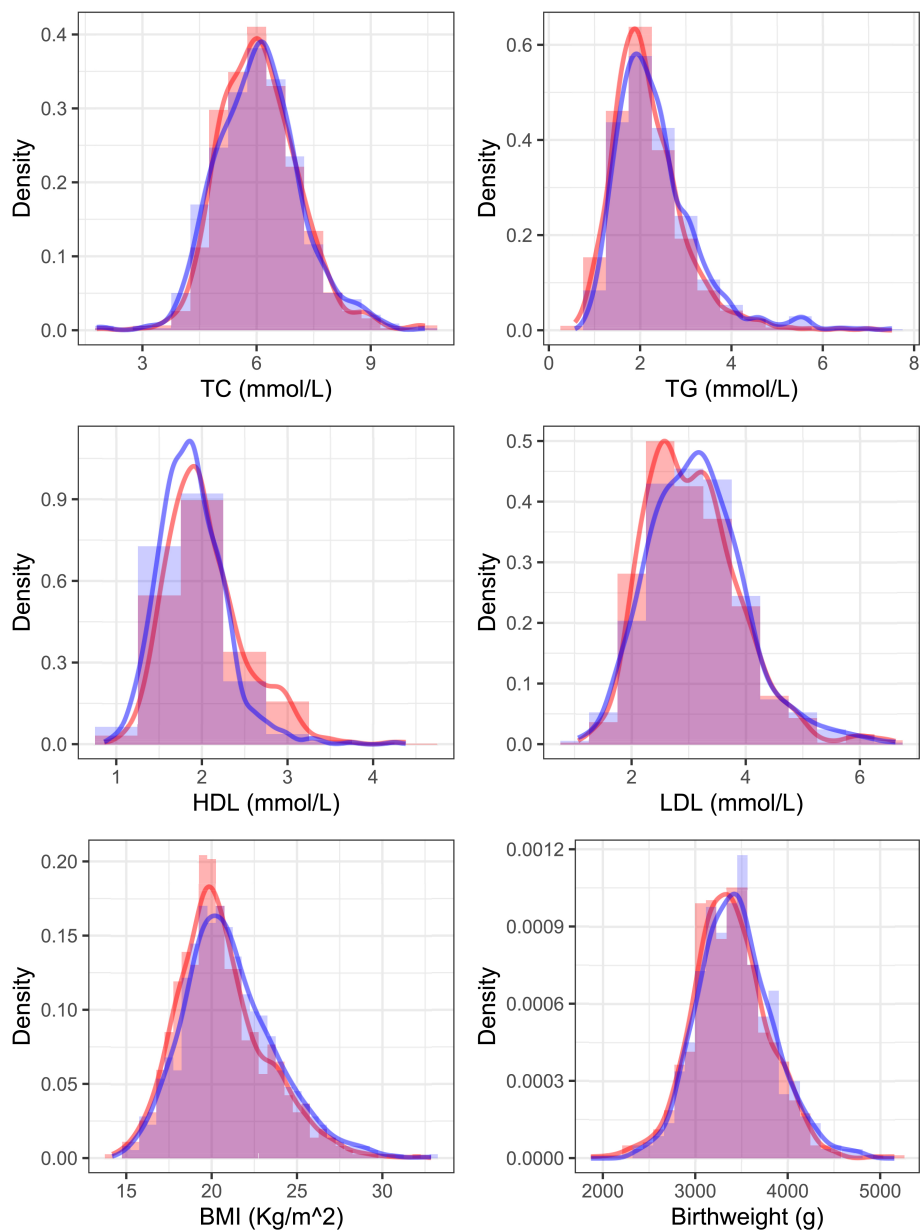 0.4
0.3
0.2
0.1
0.0
Density
3 6 9
TC (mmol/L)
0.6
0.4
0.2
0.0
Density
0 2 4 6 8
TG (mmol/L)
0.9
0.6
0.3
0.0
Density
1 2 3 4
HDL (mmol/L)
0.5
0.4
0.3
0.2
0.1
0.0
Density
2 4 6
LDL (mmol/L)
0.20
0.15
0.10
0.05
0.00
Density
15 20 25 30
BMI (Kg/m^2)
0.0012
0.0009
0.0006
0.0003
0.0000
Density
2000 3000 4000 5000
Birthweight (g)